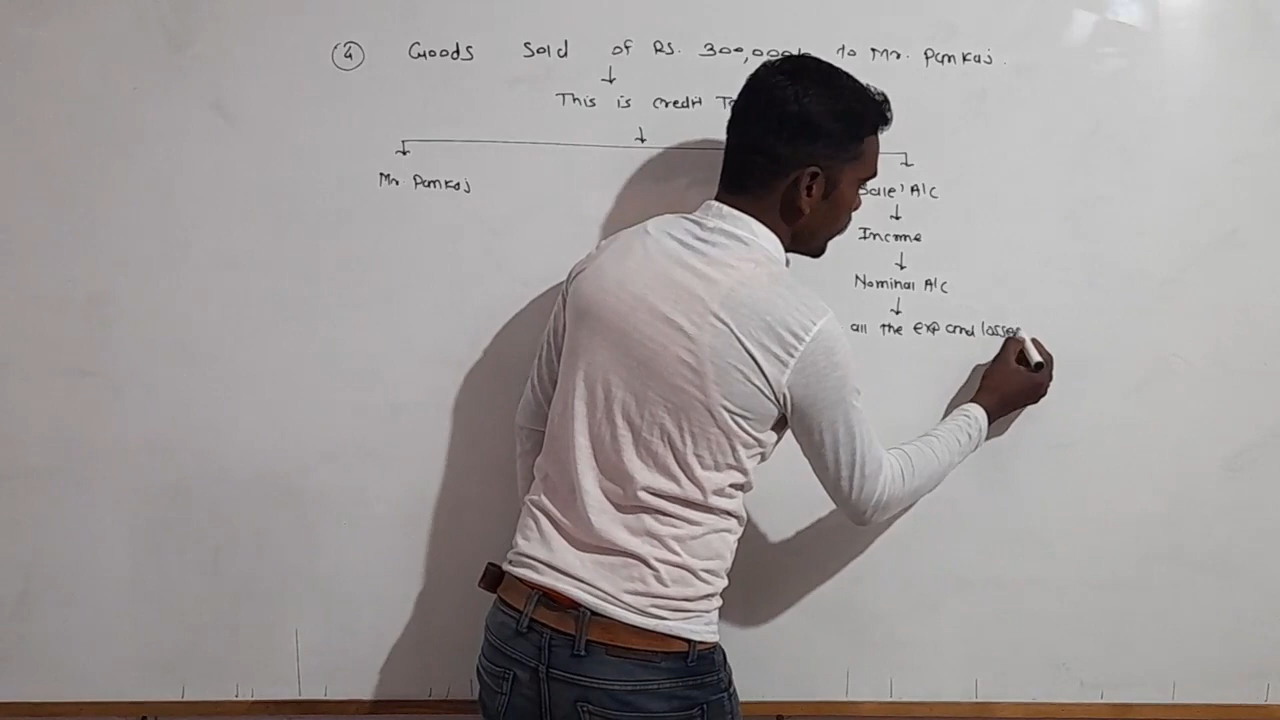 ④ Goods Sold of Rs. 300,000/- to Mr. Pankaj.
This is credit
Mr. Pankaj
Sale's A/C
Income
Nominal A/C
all the exp and losses